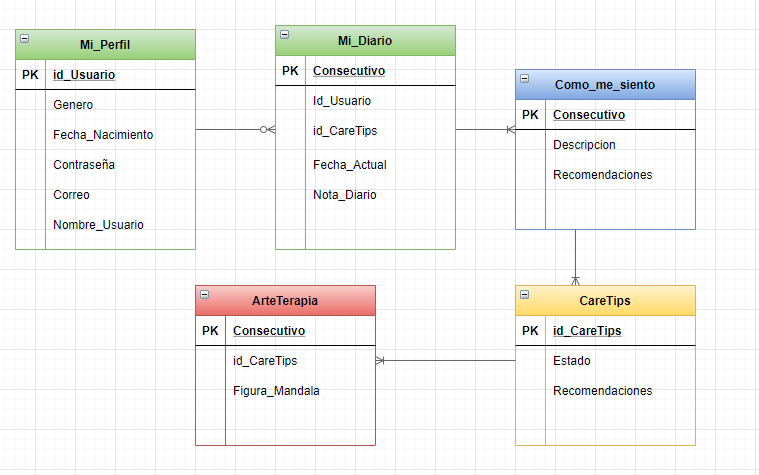 Mi_Perfil
PK id_Usuario
Genero
Fecha_Nacimiento
Contraseña
Correo
Nombre_Usuario
Mi_Diario
PK Consecutivo
Id_Usuario
id_CareTips
Fecha_Actual
Nota_Diario
Como_me_siento
PK Consecutivo
Descripcion
Recomendaciones
ArteTerapia
PK Consecutivo
id_CareTips
Figura_Mandala
CareTips
PK id_CareTips
Estado
Recomendaciones